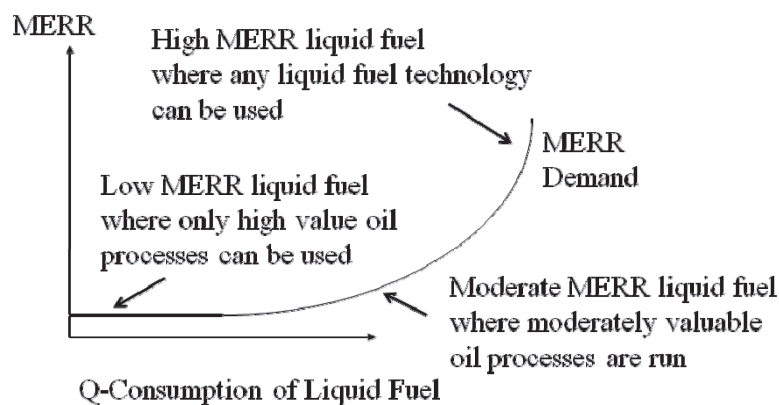 MERR
High MERR liquid fuel
where any liquid fuel technology
can be used
MERR
Demand
Low MERR liquid fuel
where only high value oil
processes can be used
Moderate MERR liquid fuel
where moderately valuable
oil processes are run
Q-Consumption of Liquid Fuel